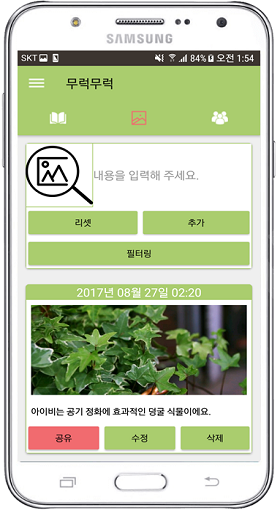 SAMSUNG
SKT 84% 오전 1:54
무럭무럭
내용을 입력해 주세요.
리셋 추가
필터링
2017년 08월 27일 02:20
아이비는 공기 정화에 효과적인 덩굴 식물이에요.
공유 수정 삭제